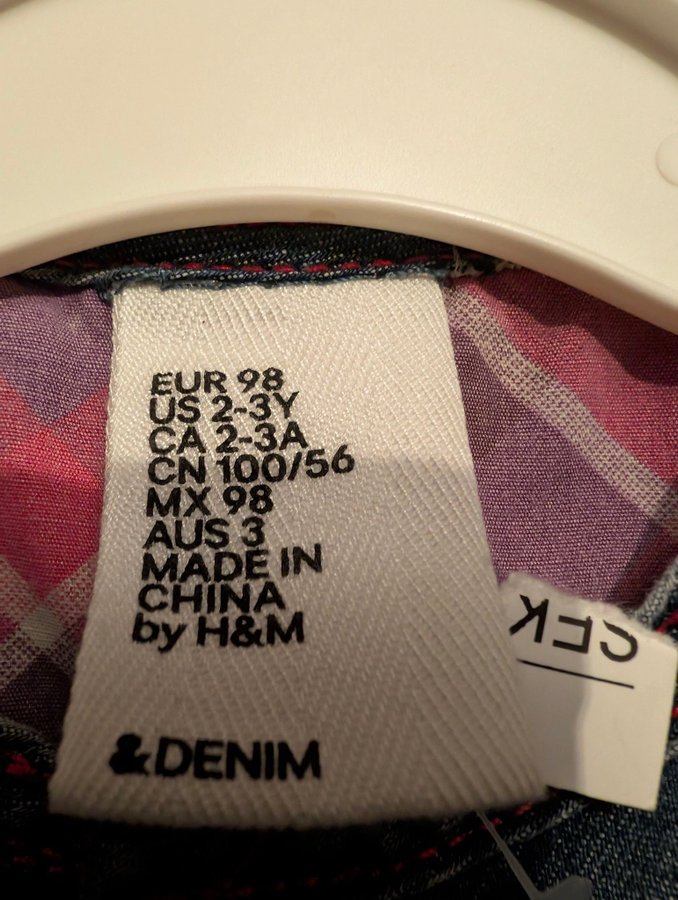 EUR 98
US 2-3Y
CA 2-3A
CN 100/56
MX 98
AUS 3
MADE IN
CHINA
by H&M
&DENIM